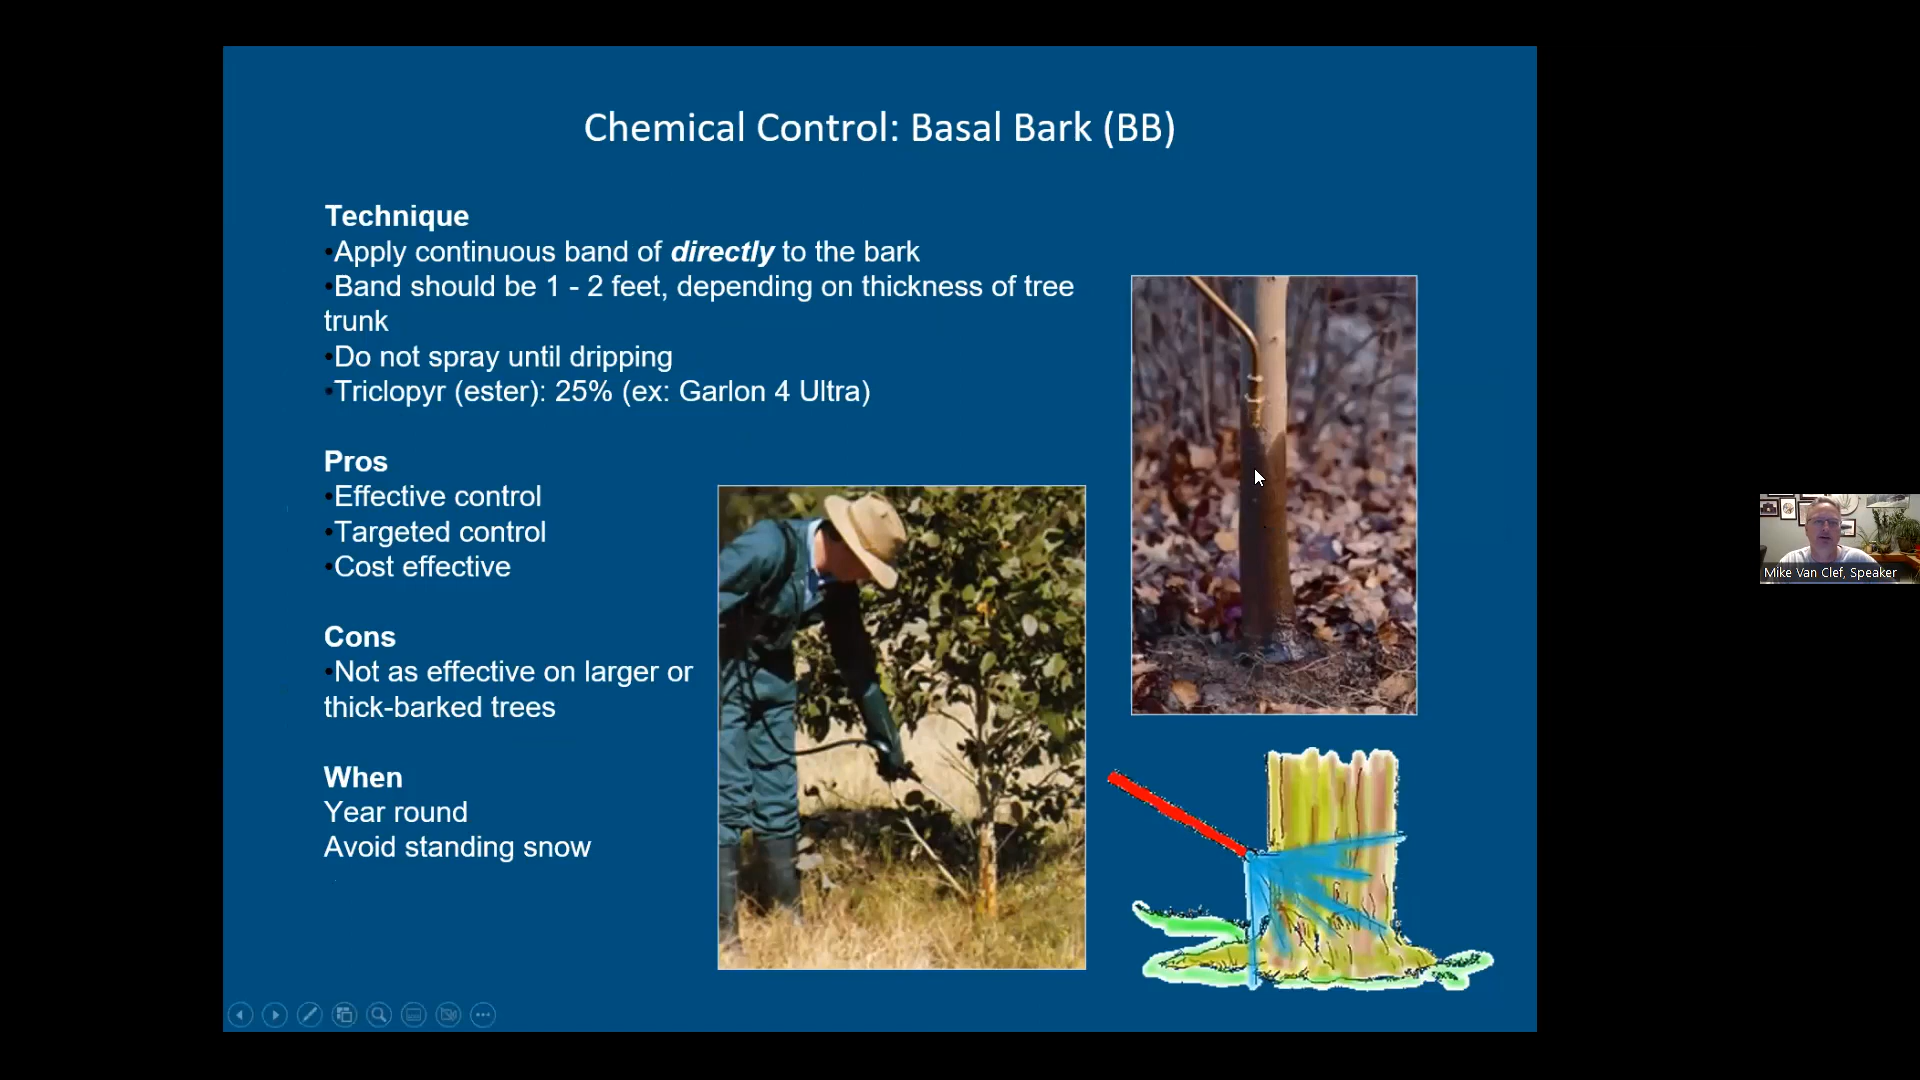 Chemical Control: Basal Bark (BB)
Technique
•Apply continuous band of directly to the bark
•Band should be 1 - 2 feet, depending on thickness of tree
trunk
•Do not spray until dripping
•Triclopyr (ester): 25% (ex: Garlon 4 Ultra)
Pros
•Effective control
•Targeted control
•Cost effective
Cons
•Not as effective on larger or
thick-barked trees
When
Year round
Avoid standing snow
Mike Van Clef, Speaker